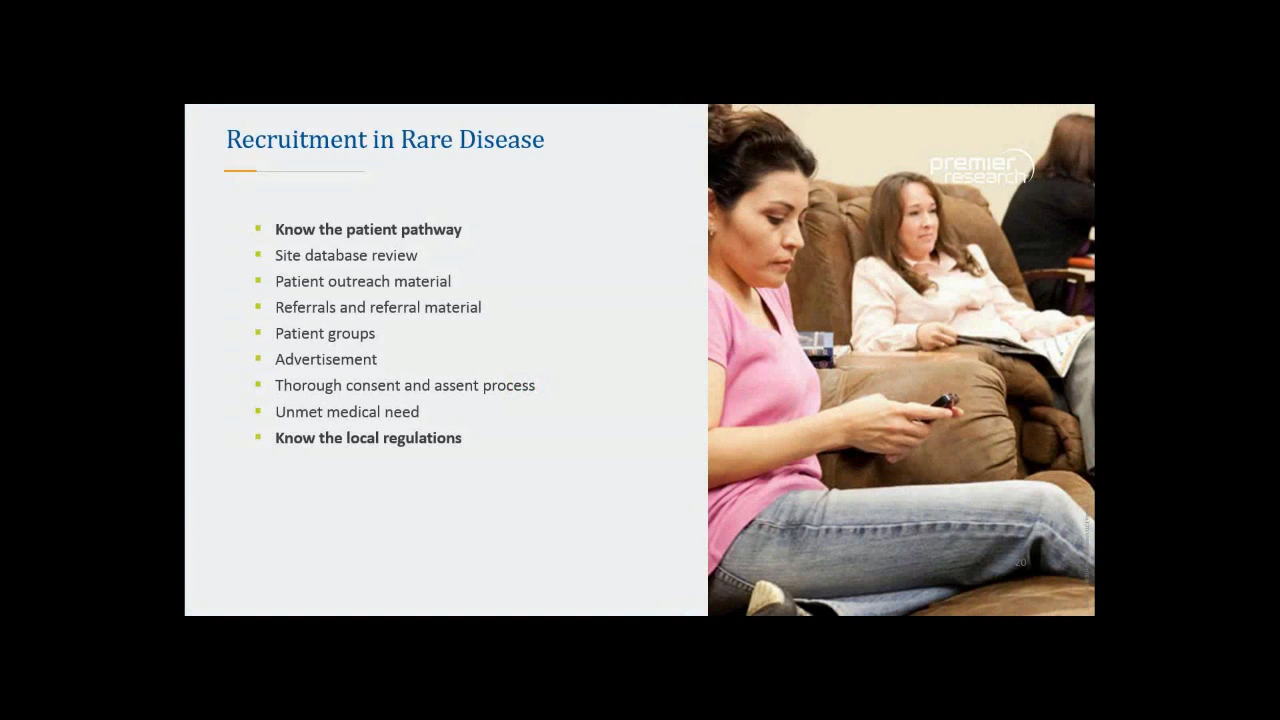 Recruitment in Rare Disease
Know the patient pathway
Site database review
Patient outreach material
Referrals and referral material
Patient groups
Advertisement
Thorough consent and assent process
Unmet medical need
Know the local regulations
premier
research
20